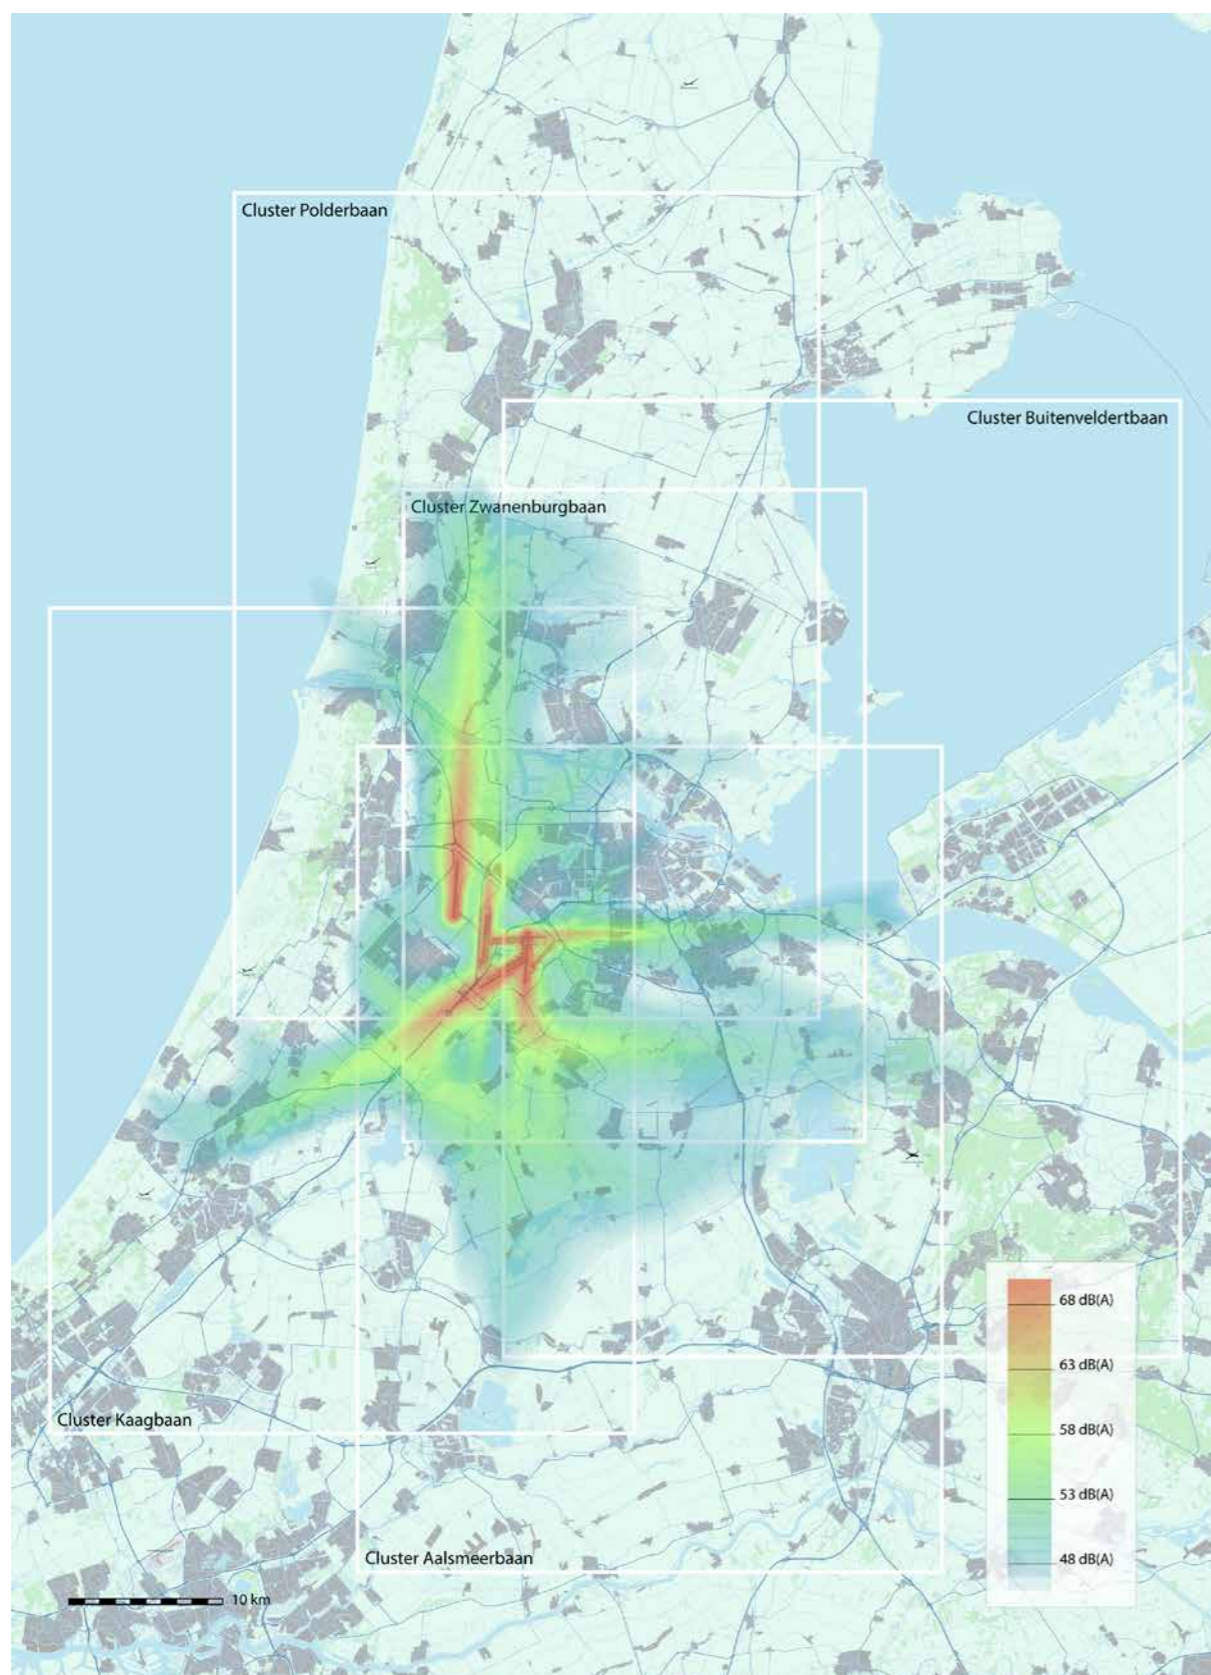 Cluster Polderbaan
Cluster Buitenveldertbaan
Cluster Zwanenburgbaan
Cluster Kaagbaan
Cluster Aalsmeerbaan
68 dB(A)
63 dB(A)
58 dB(A)
53 dB(A)
48 dB(A)
10 km